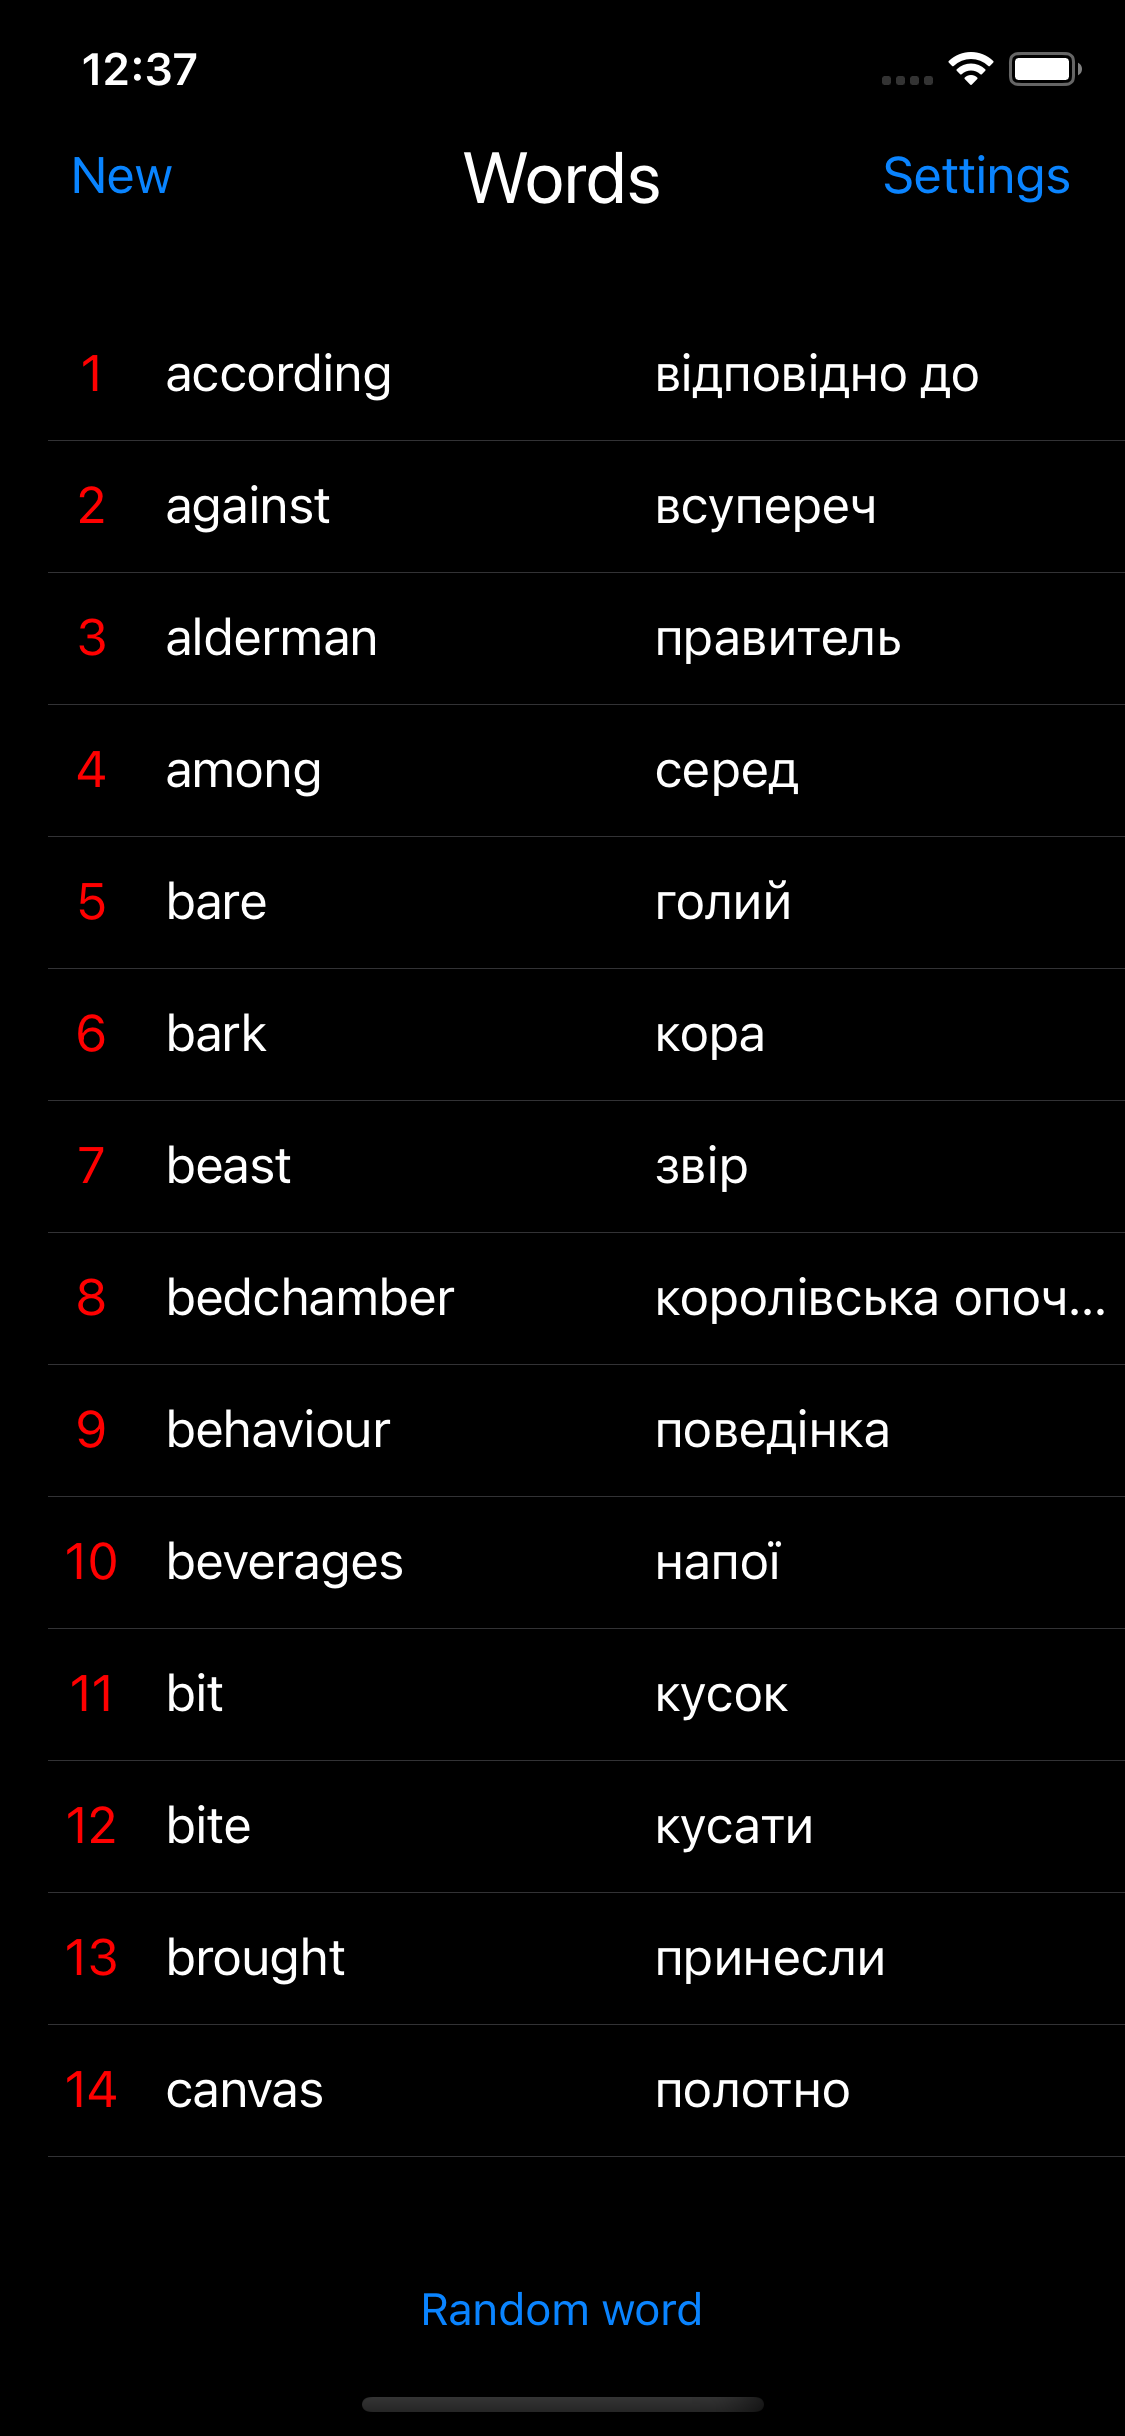 12:37
New Words Settings
1 according відповідно до
2 against всупереч
3 alderman правитель
4 among серед
5 bare голий
6 bark кора
7 beast звір
8 bedchamber королівська опоч...
9 behaviour поведінка
10 beverages напої
11 bit кусок
12 bite кусати
13 brought принесли
14 canvas полотно
Random word